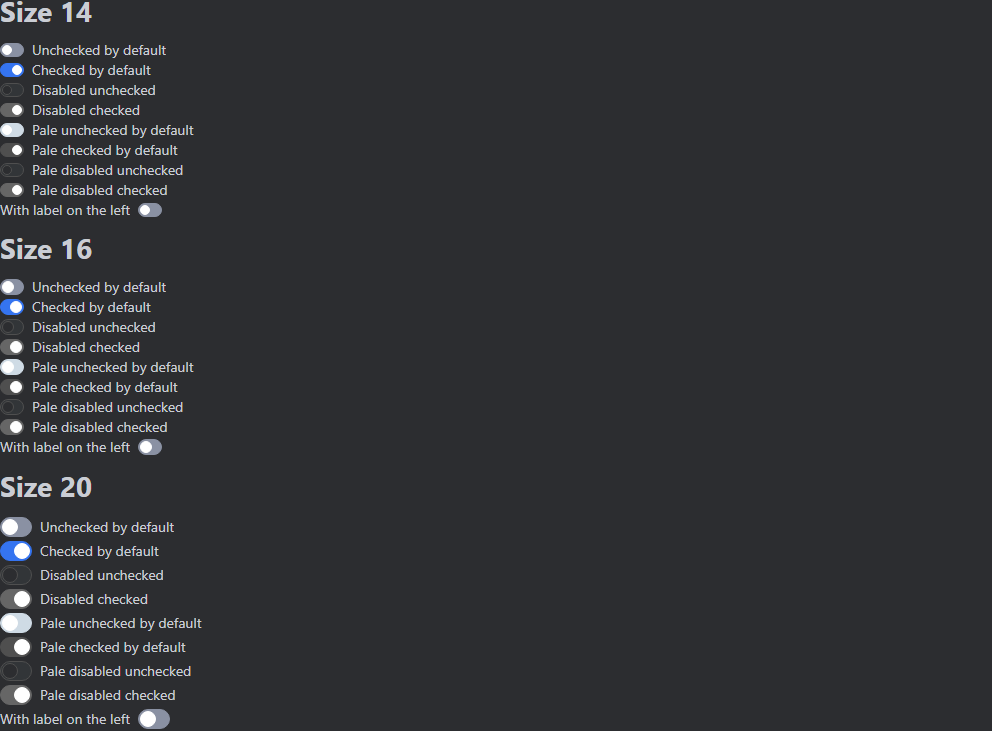 Size 14
Unchecked by default
Checked by default
Disabled unchecked
Disabled checked
Pale unchecked by default
Pale checked by default
Pale disabled unchecked
Pale disabled checked
With label on the left
Size 16
Unchecked by default
Checked by default
Disabled unchecked
Disabled checked
Pale unchecked by default
Pale checked by default
Pale disabled unchecked
Pale disabled checked
With label on the left
Size 20
Unchecked by default
Checked by default
Disabled unchecked
Disabled checked
Pale unchecked by default
Pale checked by default
Pale disabled unchecked
Pale disabled checked
With label on the left